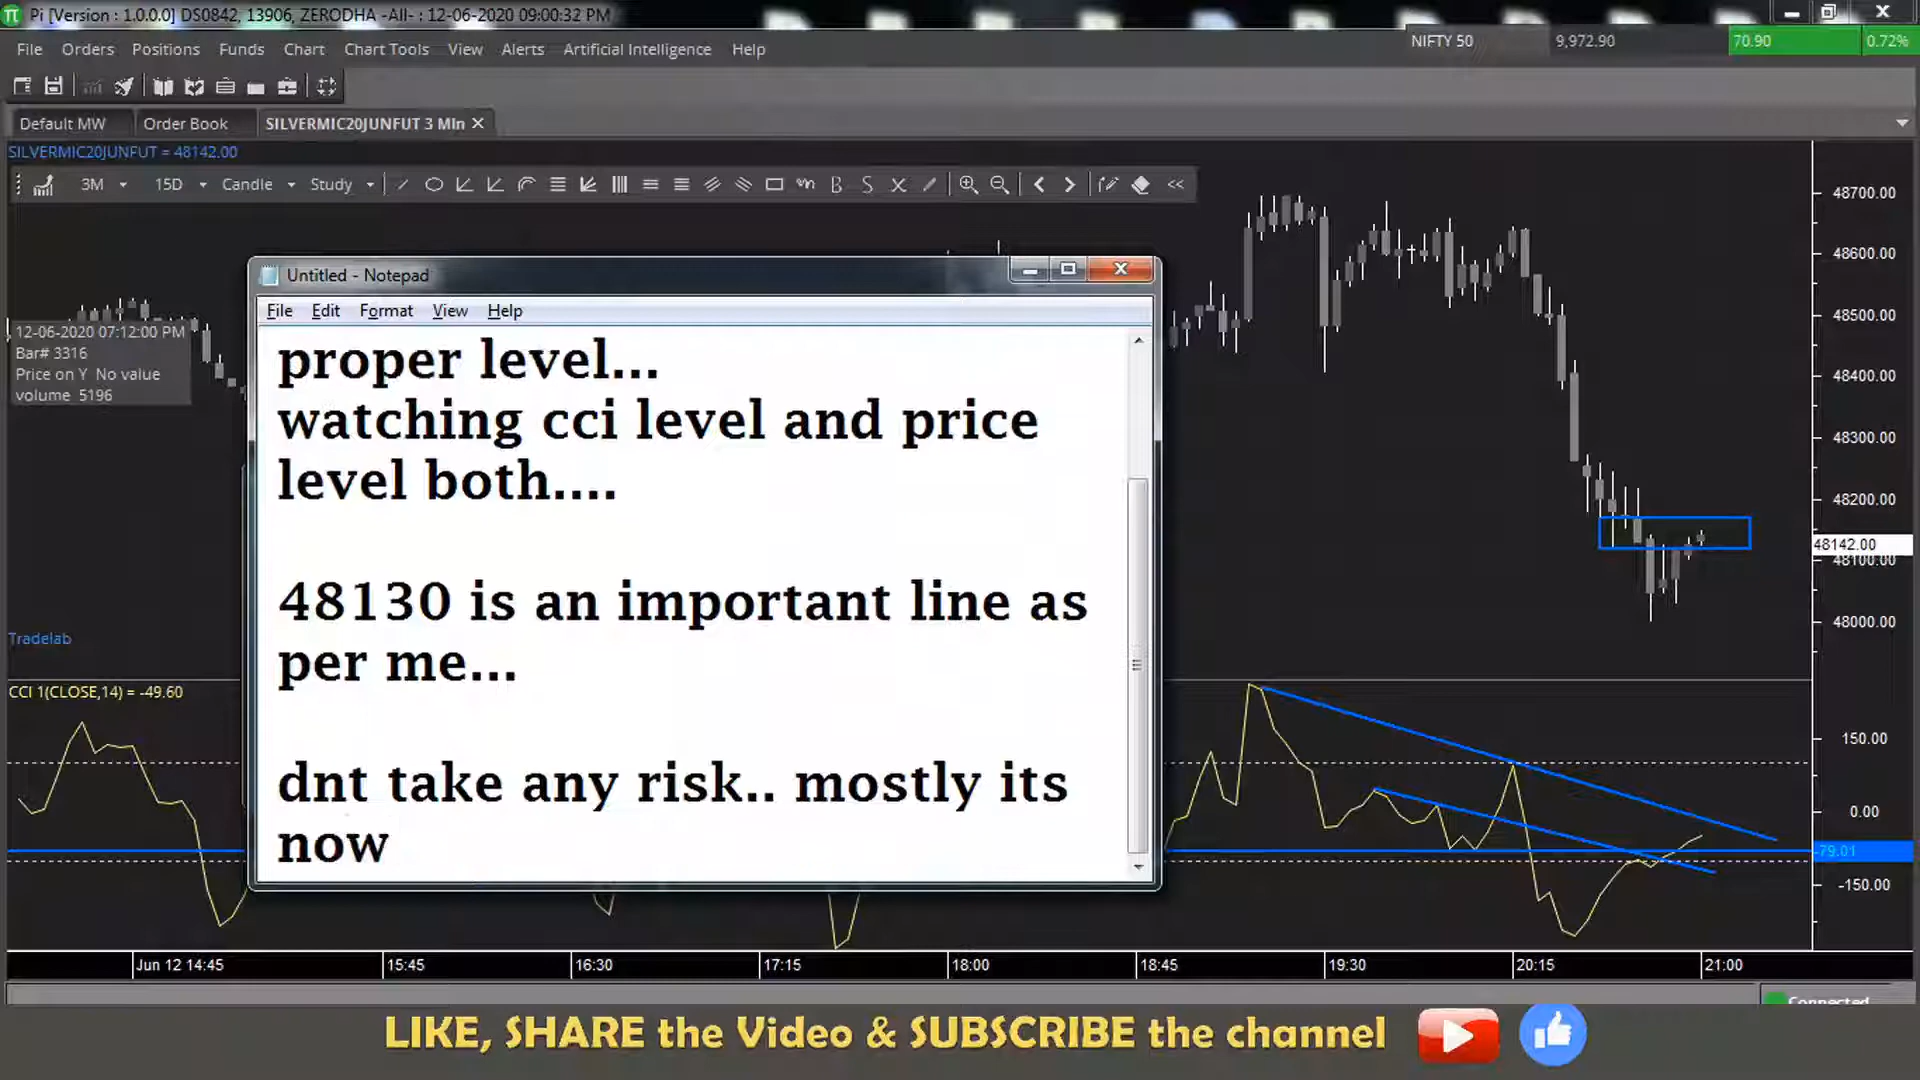 Pi [Version : 1.0.0.0] DS0842, 13906, ZERODHA -All- : 12-06-2020 09:00:32 PM
File Orders Positions Funds Chart Chart Tools View Alerts Artificial Intelligence Help
NIFTY 50 9,972.90 70.90 0.72%
Default MW Order Book SILVERMIC20JUNFUT 3 MIn
SILVERMIC20JUNFUT = 48142.00
3M 15D Candle Study
48700.00
48600.00
48500.00
48400.00
48300.00
48200.00
48142.00
48100.00
48000.00
12-06-2020 07:12:00 PM
Bar# 3316
Price on Y No value
volume 5196
Untitled - Notepad
File Edit Format View Help
proper level...
watching cci level and price
level both....
48130 is an important line as
per me...
dnt take any risk.. mostly its
now
Tradelab
CCI 1(CLOSE,14) = -49.60
150.00
0.00
-79.01
-150.00
Jun 12 14:45 15:45 16:30 17:15 18:00 18:45 19:30 20:15 21:00
Connected
LIKE, SHARE the Video & SUBSCRIBE the channel